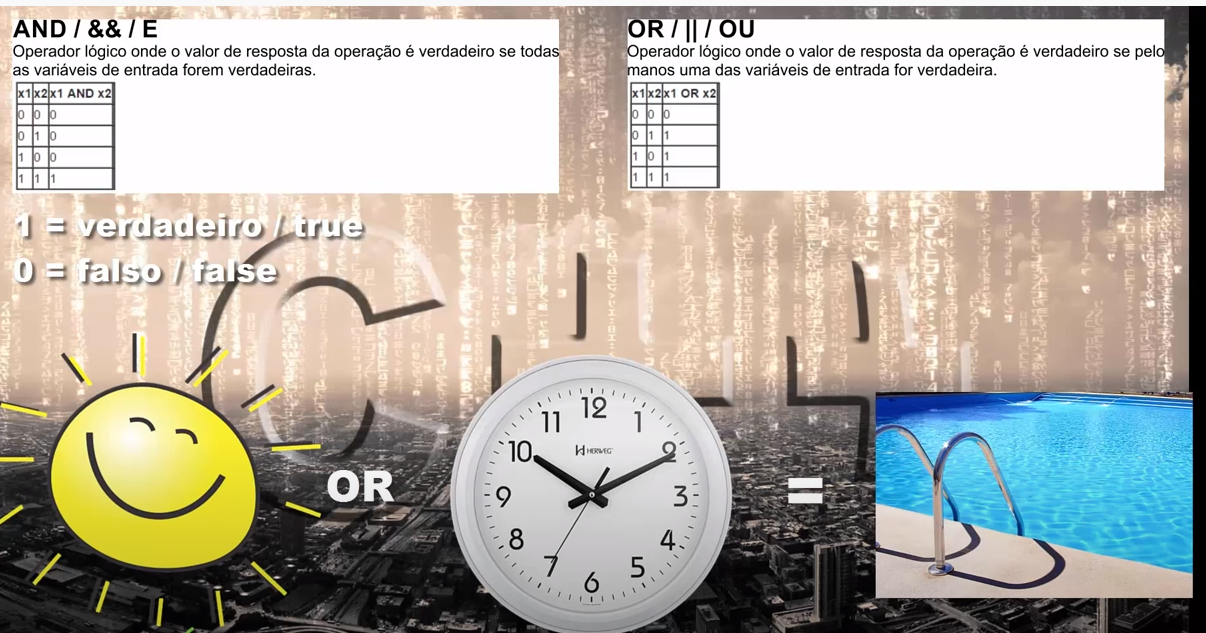 AND / && / E
Operador lógico onde o valor de resposta da operação é verdadeiro se todas
as variáveis de entrada forem verdadeiras.
x1 x2 x1 AND x2
0 0 0
0 1 0
1 0 0
1 1 1
OR / || / OU
Operador lógico onde o valor de resposta da operação é verdadeiro se pelo
manos uma das variáveis de entrada for verdadeira.
x1 x2 x1 OR x2
0 0 0
0 1 1
1 0 1
1 1 1
1 = verdadeiro / true
0 = falso / false
OR
12
1
2
3
4
5
6
7
8
9
10
11
HERWEG
=